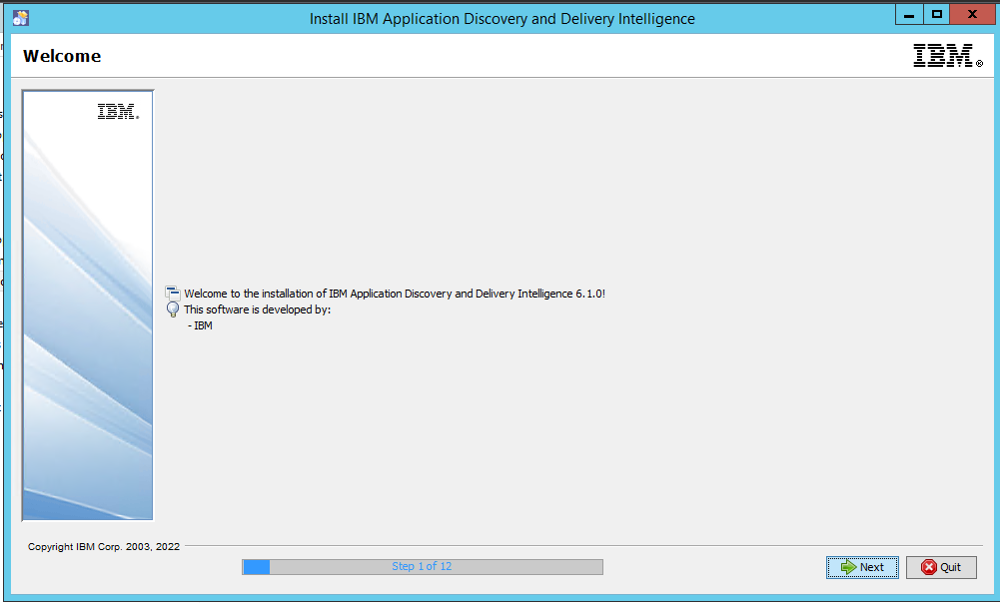 Install IBM Application Discovery and Delivery Intelligence
x
Welcome
IBM®
IBM.
Welcome to the installation of IBM Application Discovery and Delivery Intelligence 6.1.0!
This software is developed by:
- IBM
Copyright IBM Corp. 2003, 2022
Step 1 of 12
Next
Quit